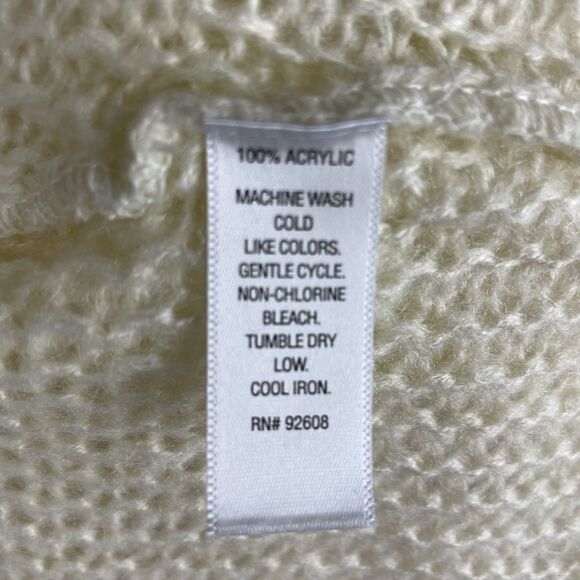 100% ACRYLIC
MACHINE WASH
COLD
LIKE COLORS.
GENTLE CYCLE.
NON-CHLORINE
BLEACH.
TUMBLE DRY
LOW.
COOL IRON.
RN# 92608